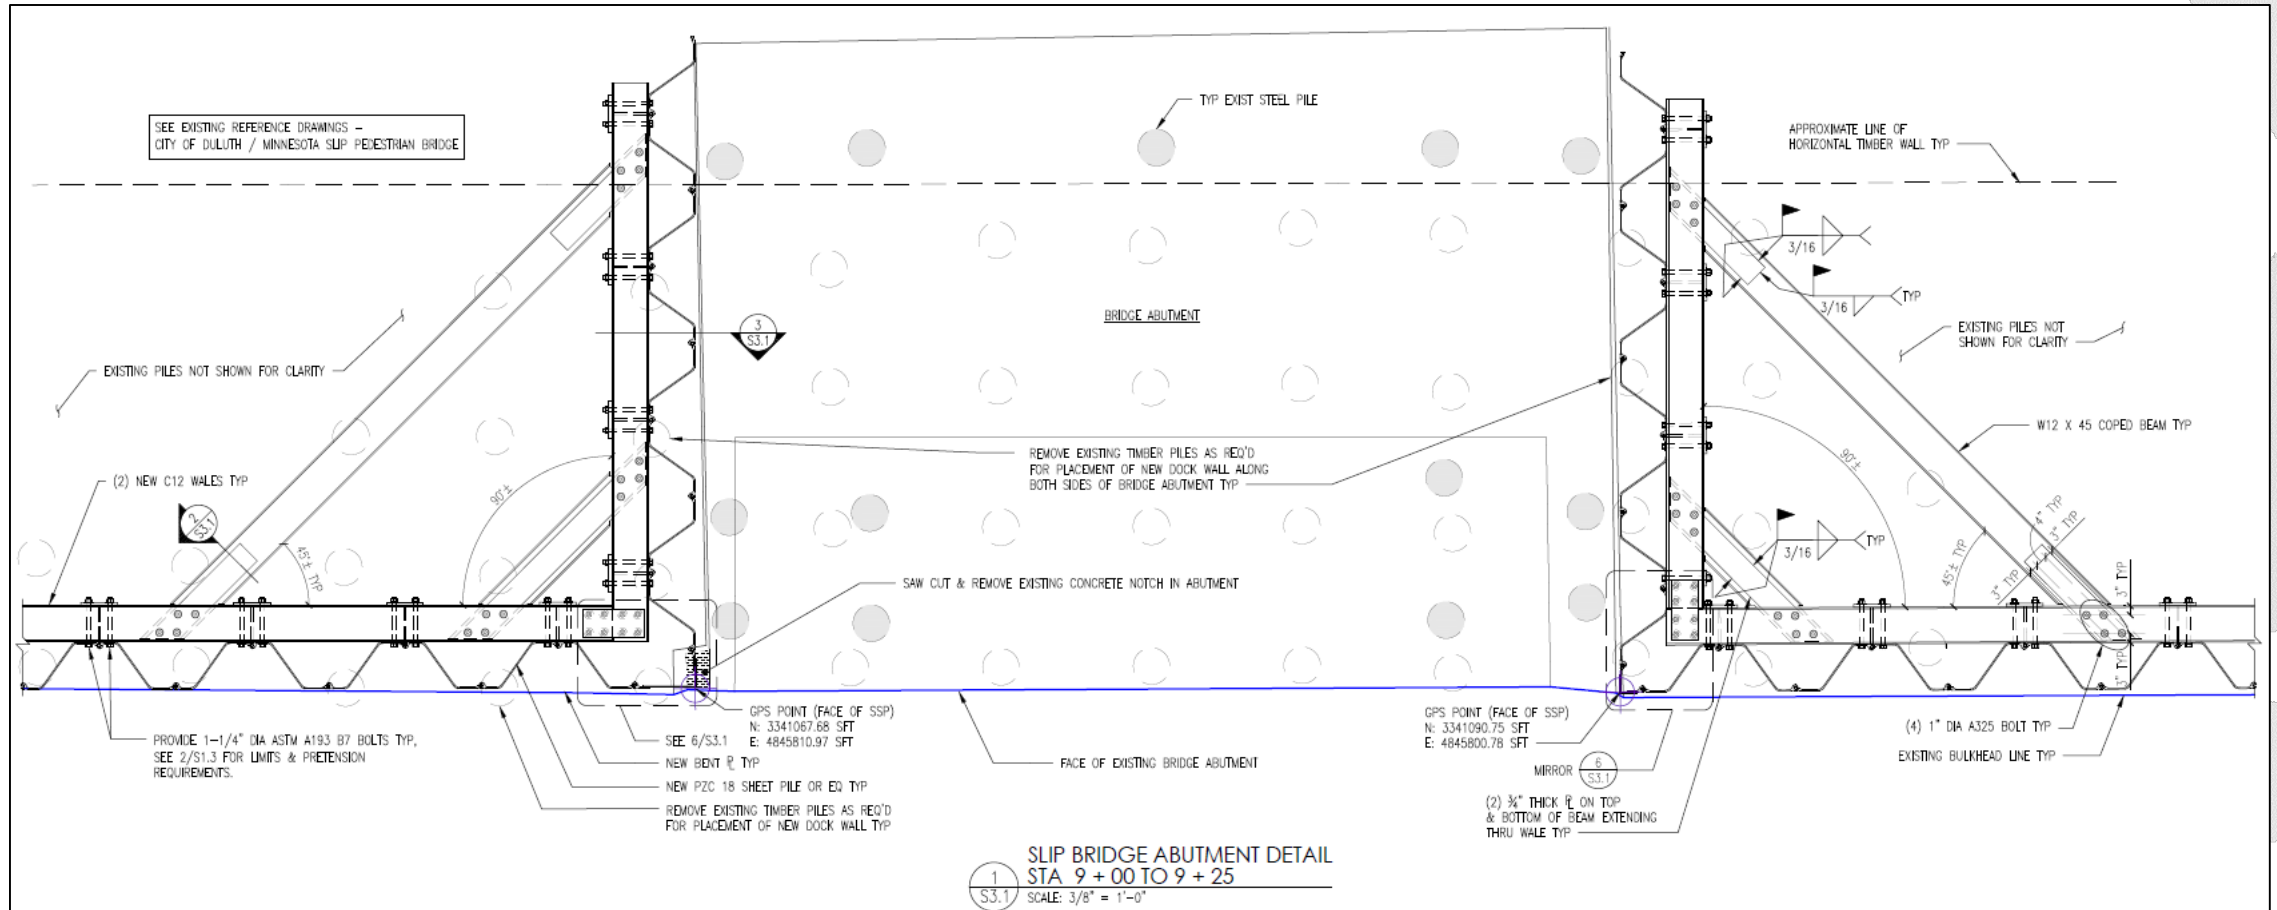 SEE EXISTING REFERENCE DRAWINGS –
CITY OF DULUTH / MINNESOTA SLIP PEDESTRIAN BRIDGE
TYP EXIST STEEL PILE
APPROXIMATE LINE OF
HORIZONTAL TIMBER WALL TYP
3/16
3/16
TYP
BRIDGE ABUTMENT
3
S3.1
EXISTING PILES NOT
SHOWN FOR CLARITY
EXISTING PILES NOT SHOWN FOR CLARITY
W12 X 45 COPED BEAM TYP
REMOVE EXISTING TIMBER PILES AS REQ'D
FOR PLACEMENT OF NEW DOCK WALL ALONG
BOTH SIDES OF BRIDGE ABUTMENT TYP
90°±
90°±
(2) NEW C12 WALES TYP
2
S3.1
45°± TYP
3/16
TYP
4" TYP
3" TYP
3" TYP
45°± TYP
3" TYP
3" TYP
SAW CUT & REMOVE EXISTING CONCRETE NOTCH IN ABUTMENT
GPS POINT (FACE OF SSP)
N: 3341067.68 SFT
E: 4845810.97 SFT
GPS POINT (FACE OF SSP)
N: 3341090.75 SFT
E: 4845800.78 SFT
(4) 1" DIA A325 BOLT TYP
EXISTING BULKHEAD LINE TYP
PROVIDE 1-1/4" DIA ASTM A193 B7 BOLTS TYP,
SEE 2/S1.3 FOR LIMITS & PRETENSION
REQUIREMENTS.
SEE 6/S3.1
NEW BENT ℄ TYP
NEW PZC 18 SHEET PILE OR EQ TYP
REMOVE EXISTING TIMBER PILES AS REQ'D
FOR PLACEMENT OF NEW DOCK WALL TYP
FACE OF EXISTING BRIDGE ABUTMENT
MIRROR
6
S3.1
(2) ¾" THICK ℄ ON TOP
& BOTTOM OF BEAM EXTENDING
THRU WALE TYP
1
S3.1
SLIP BRIDGE ABUTMENT DETAIL
STA 9 + 00 TO 9 + 25
SCALE: 3/8" = 1'-0"